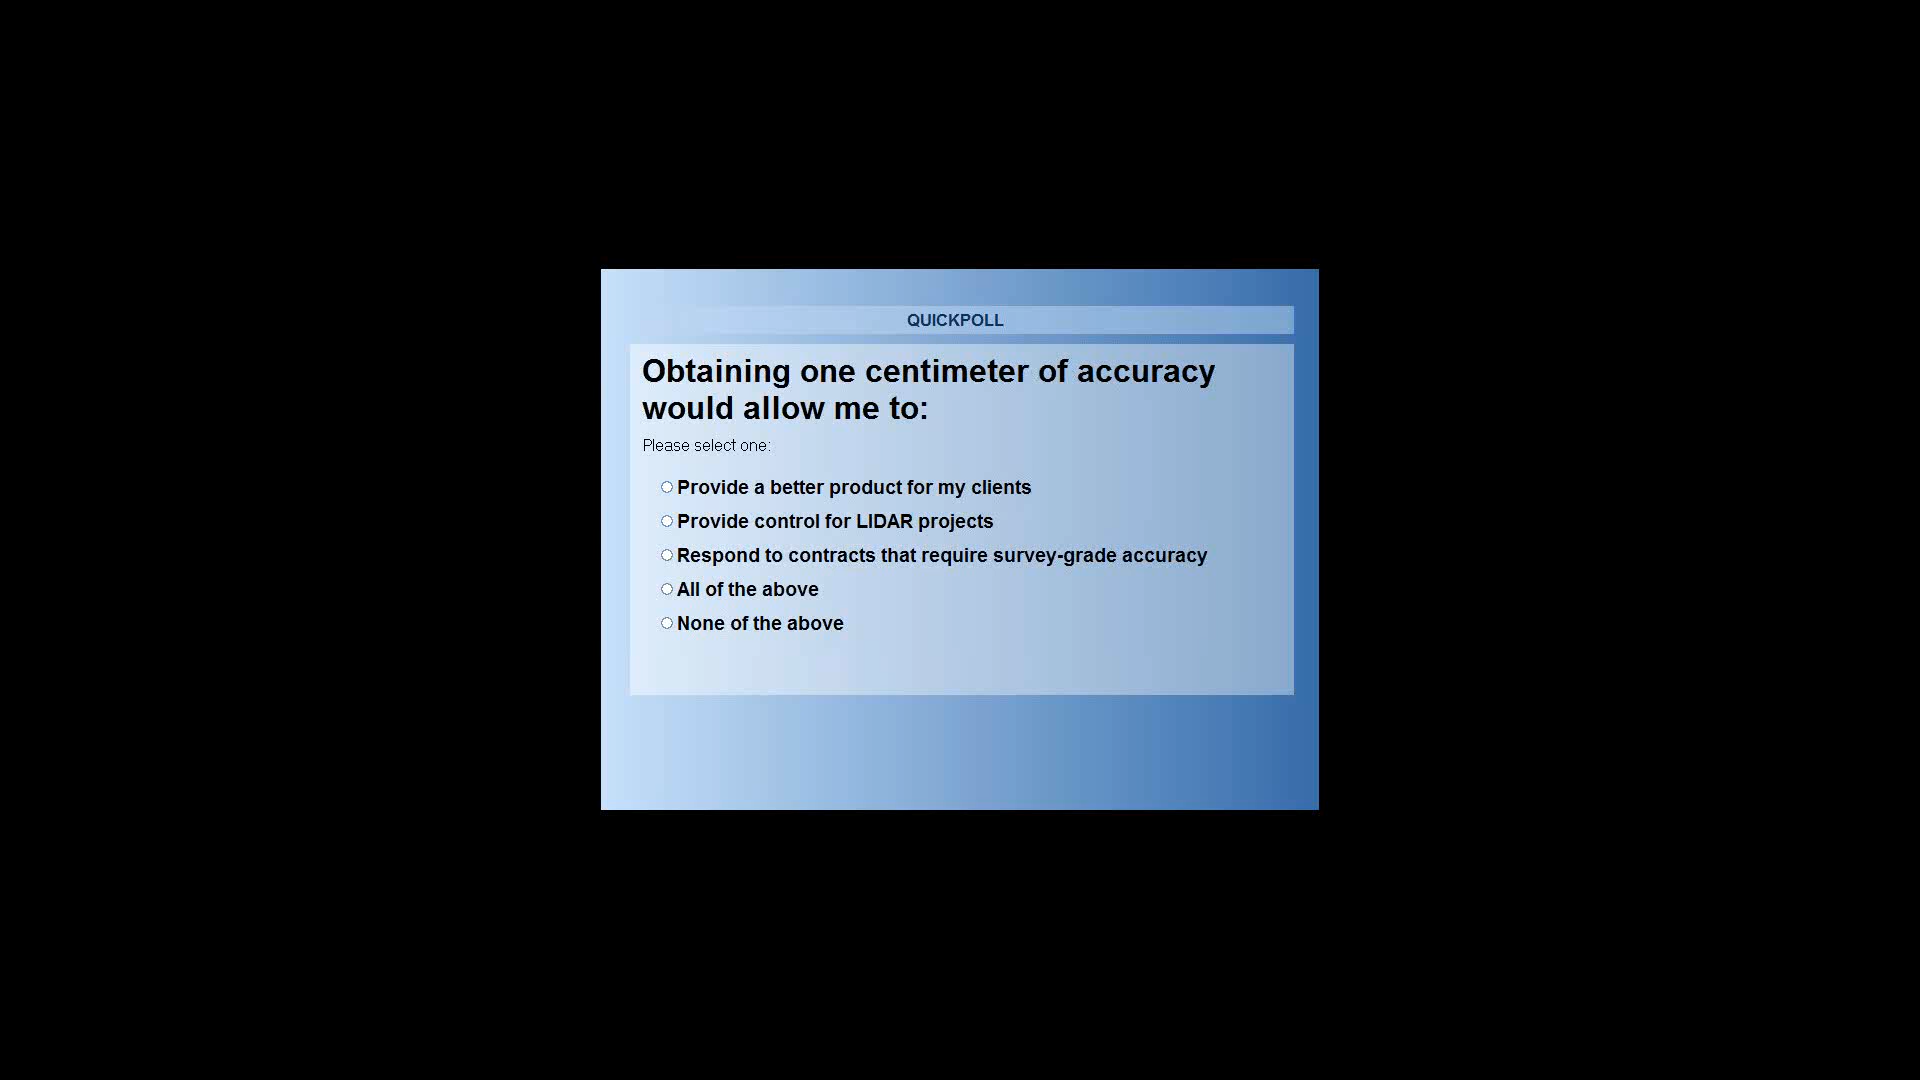 QUICKPOLL
Obtaining one centimeter of accuracy
would allow me to:
Please select one:
Provide a better product for my clients
Provide control for LIDAR projects
Respond to contracts that require survey-grade accuracy
All of the above
None of the above